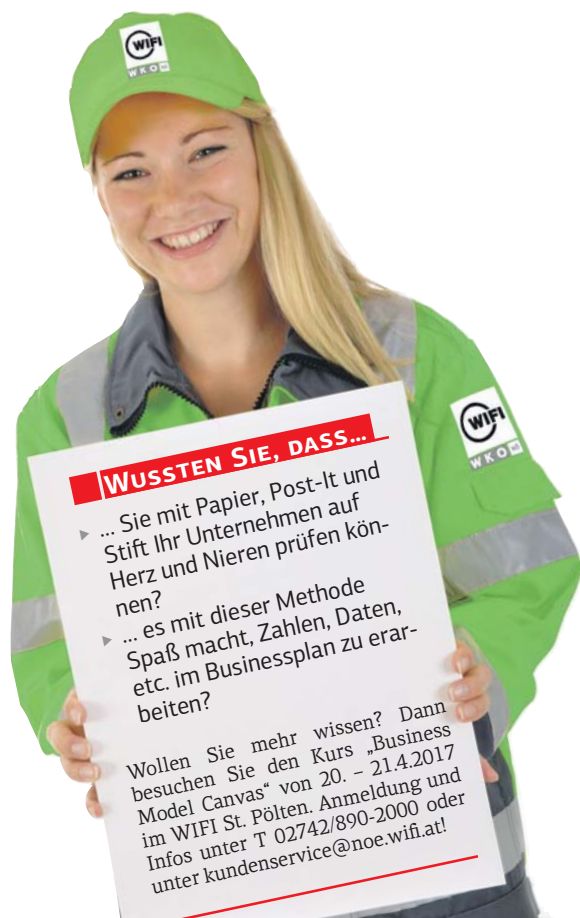 WIFI
WKO nö
WIFI
WKO nö
WUSSTEN SIE, DASS...
... Sie mit Papier, Post-It und
Stift Ihr Unternehmen auf
Herz und Nieren prüfen kön-
nen?
... es mit dieser Methode
Spaß macht, Zahlen, Daten,
etc. im Businessplan zu erar-
beiten?
Wollen Sie mehr wissen? Dann
besuchen Sie den Kurs „Business
Model Canvas“ von 20. – 21.4.2017
im WIFI St. Pölten. Anmeldung und
Infos unter T 02742/890-2000 oder
unter kundenservice@noe.wifi.at!